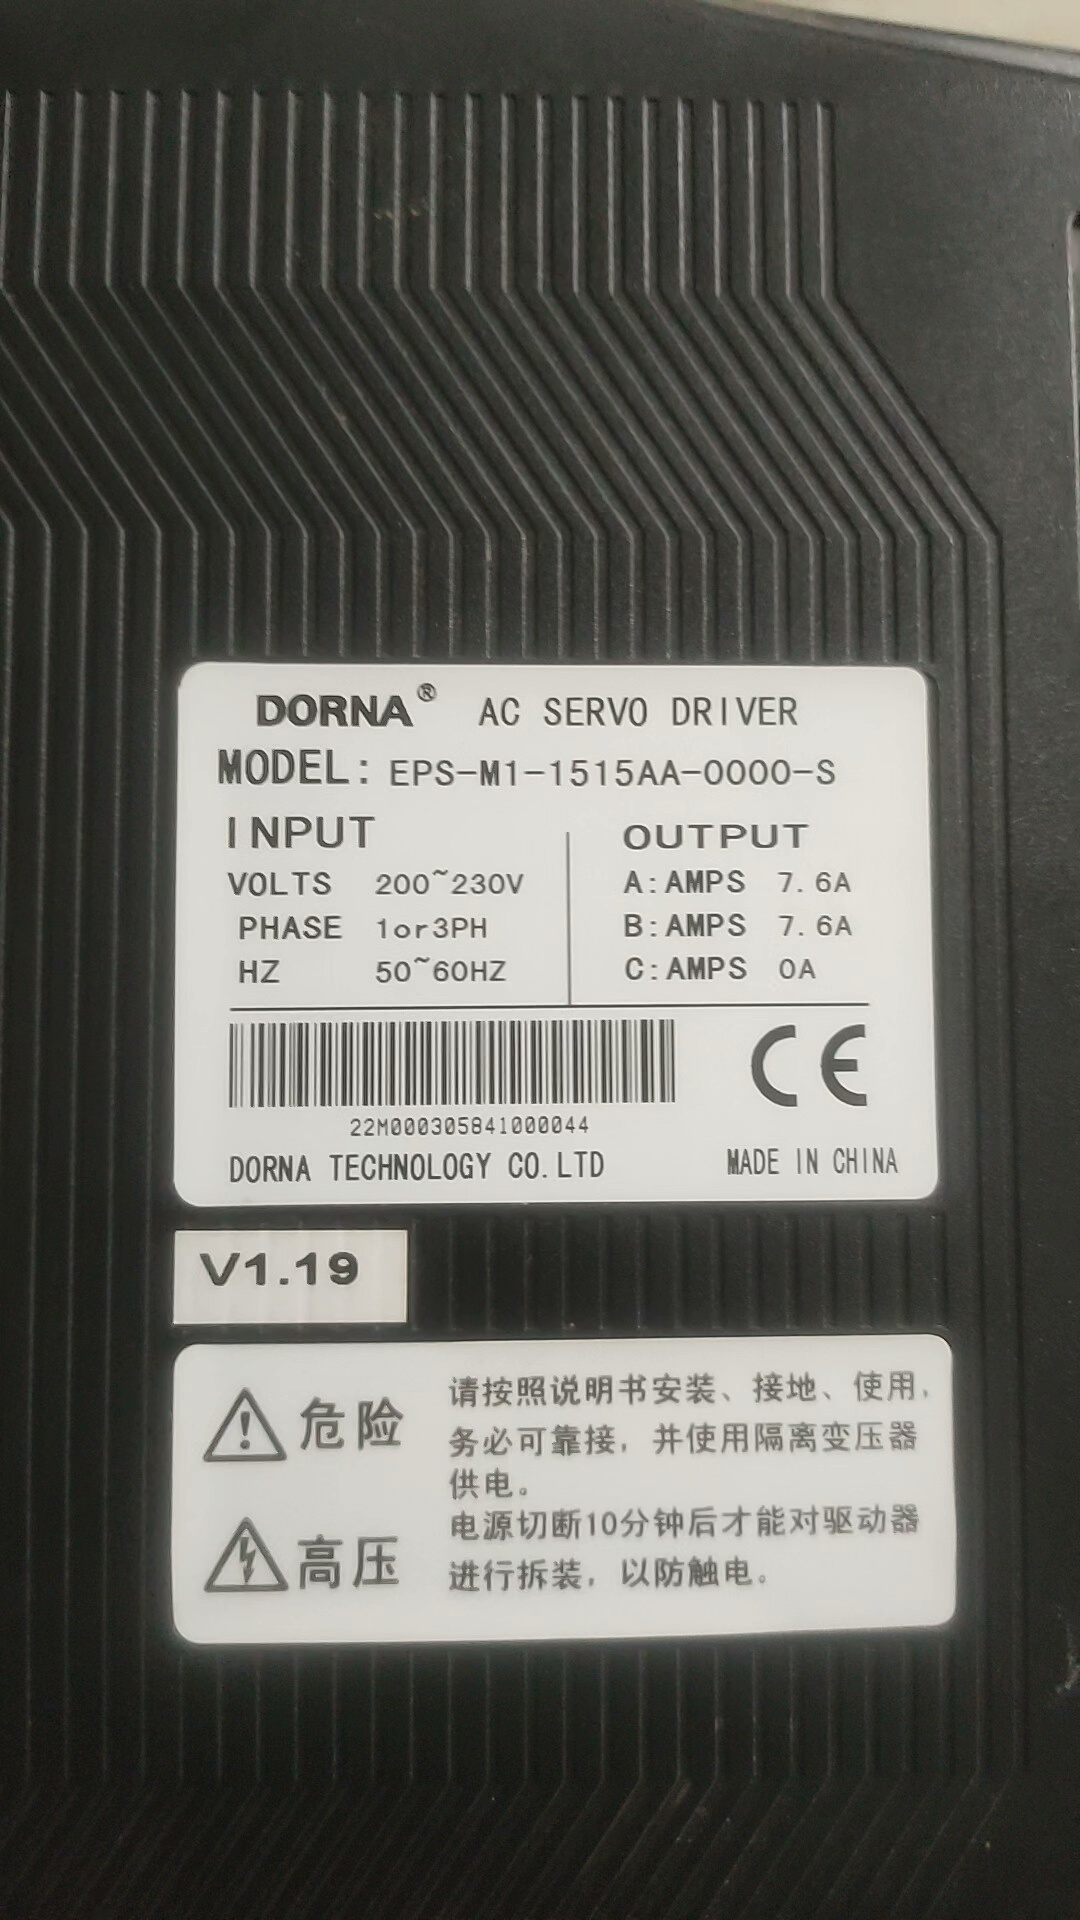 DORNA® AC SERVO DRIVER
MODEL: EPS-M1-1515AA-0000-S
INPUT
VOLTS 200~230V
PHASE 1or3PH
HZ 50~60HZ
OUTPUT
A:AMPS 7.6A
B:AMPS 7.6A
C:AMPS 0A
CE
22M000305841000044
DORNA TECHNOLOGY CO.LTD MADE IN CHINA
V1.19
危险
请按照说明书安装、接地、使用,
务必可靠接,并使用隔离变压器
供电。
高压
电源切断10分钟后才能对驱动器
进行拆装,以防触电。